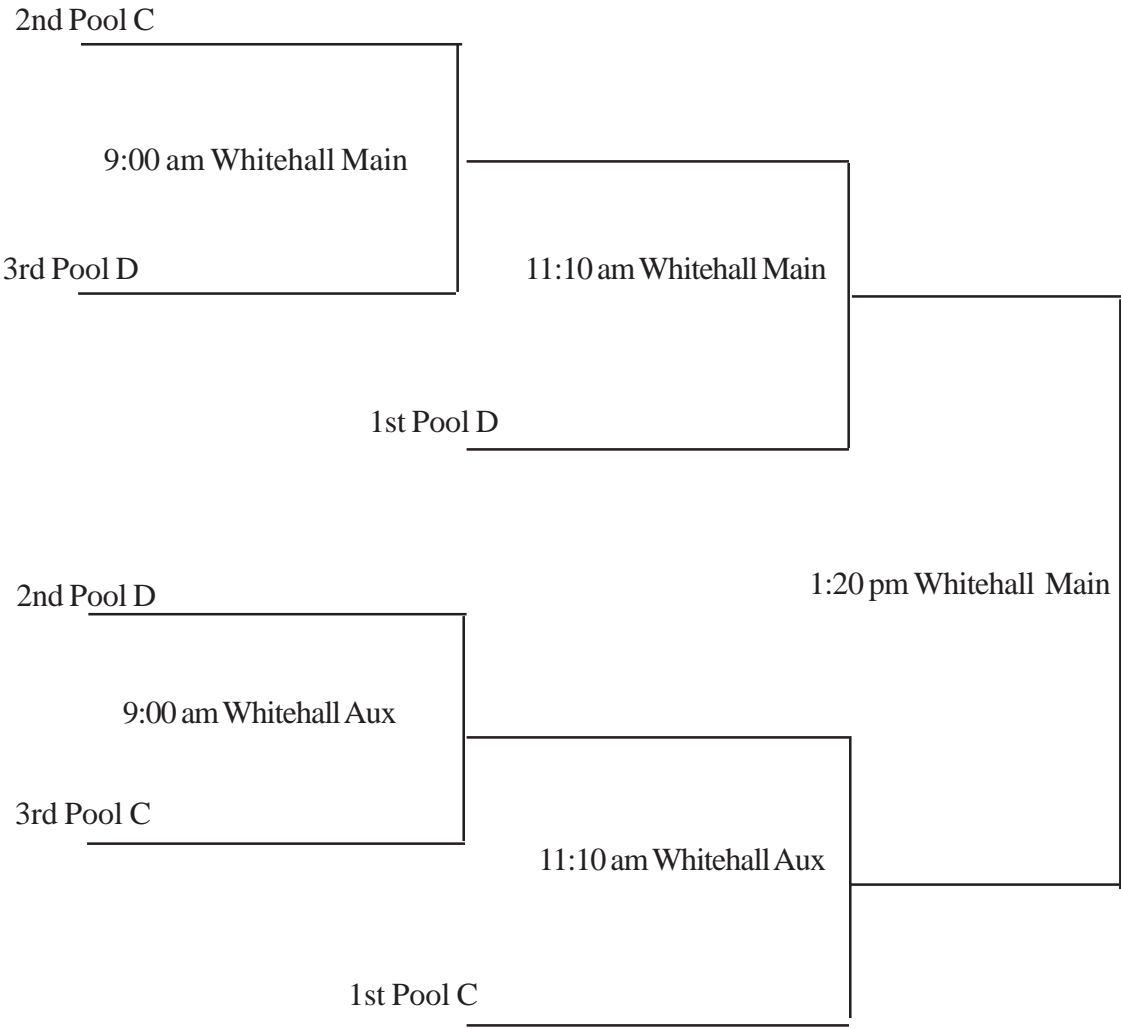 2nd Pool C
9:00 am Whitehall Main
3rd Pool D
11:10 am Whitehall Main
1st Pool D
1:20 pm Whitehall Main
2nd Pool D
9:00 am Whitehall Aux
3rd Pool C
11:10 am Whitehall Aux
1st Pool C